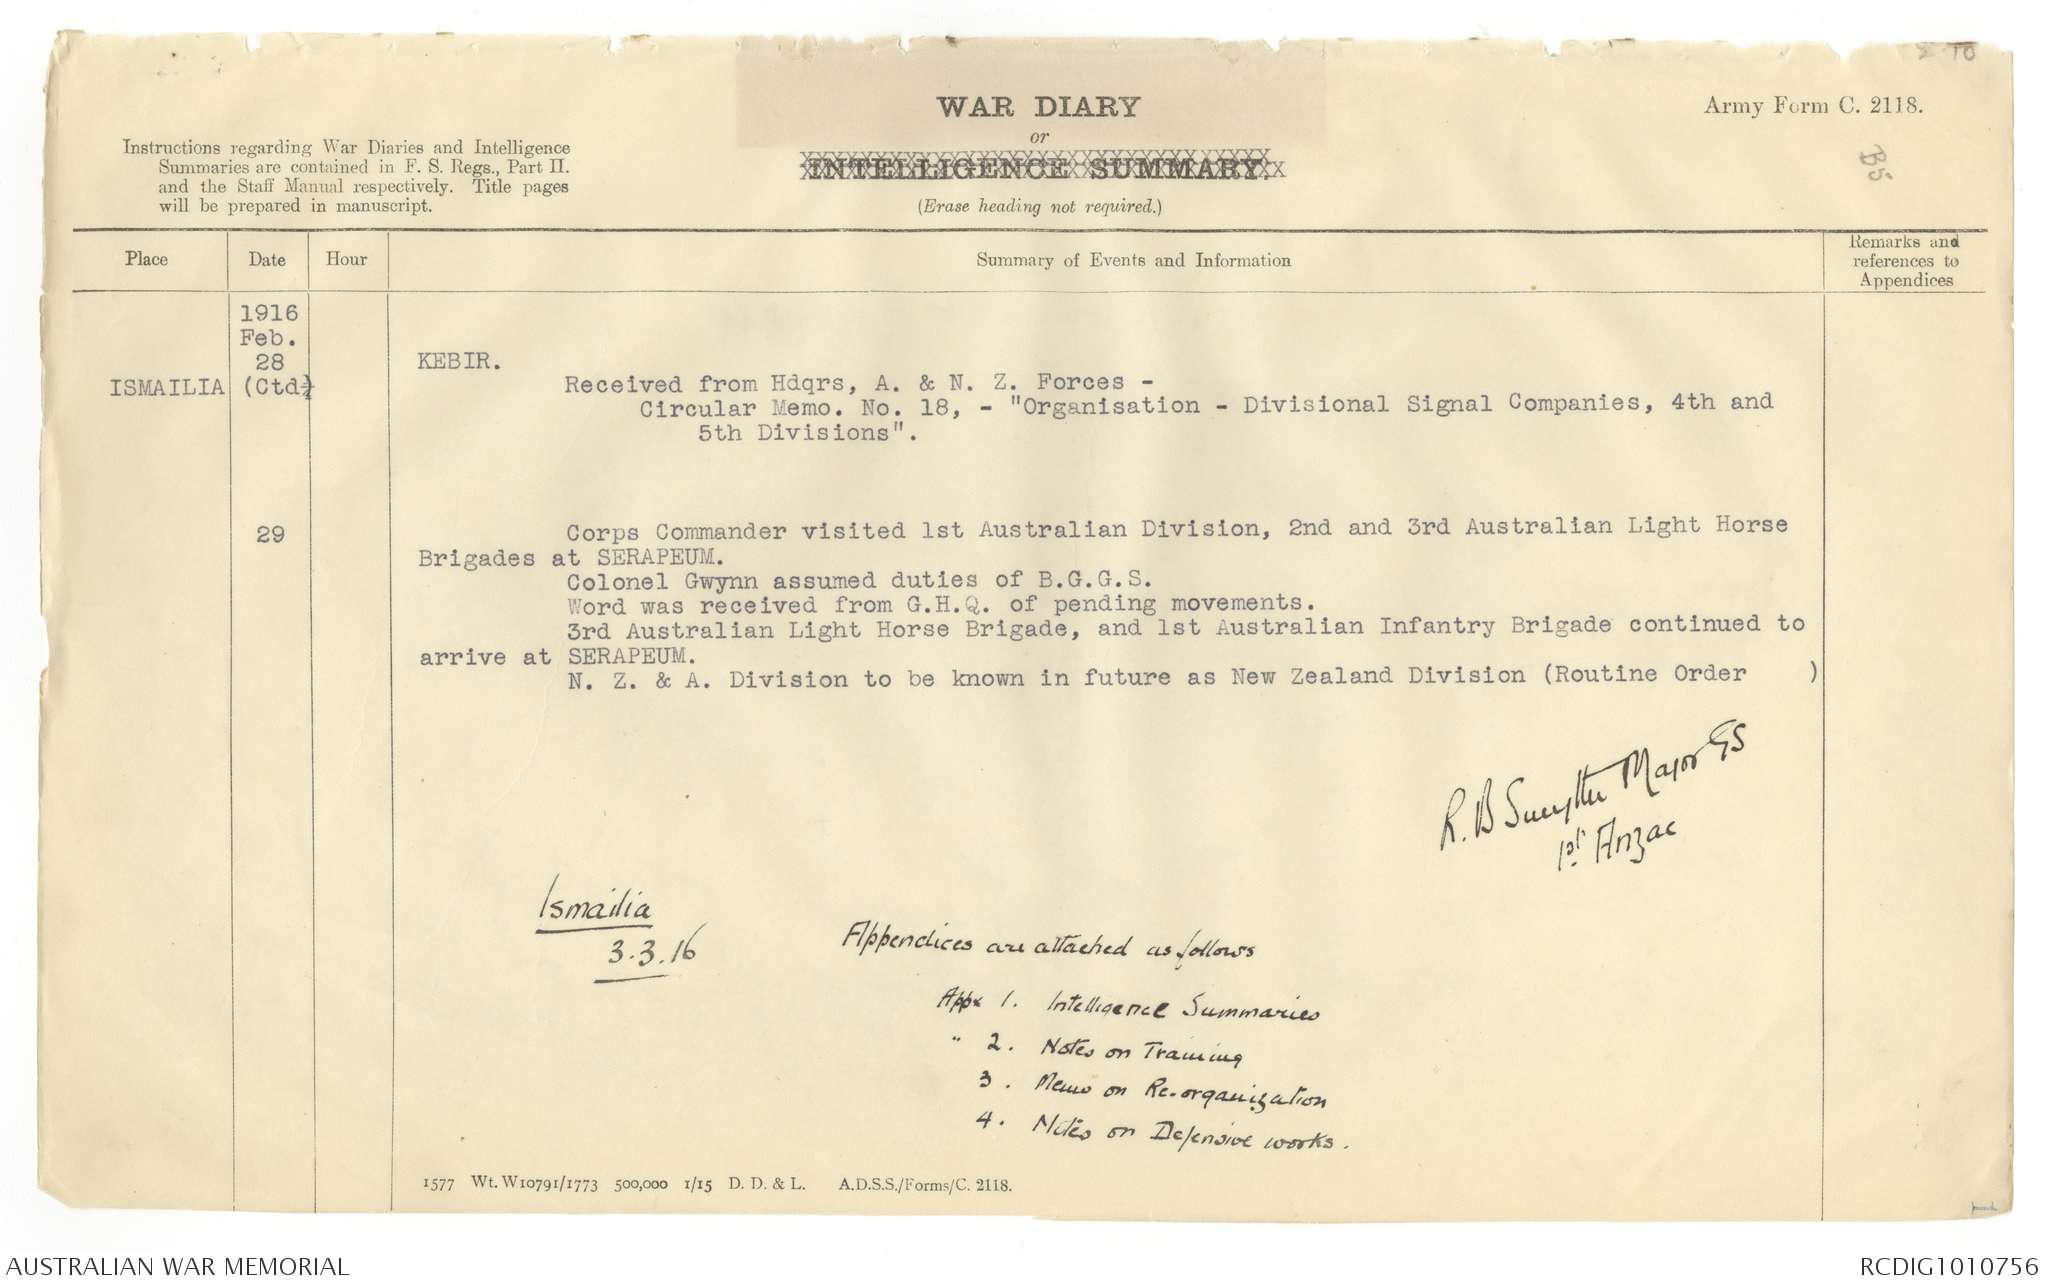 WAR DIARY
or
INTELLIGENCE SUMMARY.
(Erase heading not required.)
Army Form C. 2118.
Instructions regarding War Diaries and Intelligence
Summaries are contained in F. S. Regs., Part II.
and the Staff Manual respectively. Title pages
will be prepared in manuscript.
Place Date Hour Summary of Events and Information Remarks and references to Appendices
1916
Feb.
28
ISMAILIA (Ctd)
KEBIR.
Received from Hdqrs, A. & N. Z. Forces -
Circular Memo. No. 18, - "Organisation - Divisional Signal Companies, 4th and
5th Divisions".
29 Corps Commander visited 1st Australian Division, 2nd and 3rd Australian Light Horse
Brigades at SERAPEUM.
Colonel Gwynn assumed duties of B.G.G.S.
Word was received from G.H.Q. of pending movements.
3rd Australian Light Horse Brigade, and 1st Australian Infantry Brigade continued to
arrive at SERAPEUM.
N. Z. & A. Division to be known in future as New Zealand Division (Routine Order )
R. B Smythe Major GS
1st Anzac
Ismailia
3.3.16
Appendices are attached as follows
Appx 1. Intelligence Summaries
" 2. Notes on Training
3. Memo on Re-organization
4. Notes on Defensive works.
1577 Wt. W10791/1773 500,000 1/15 D. D. & L. A.D.S.S./Forms/C. 2118.
AUSTRALIAN WAR MEMORIAL
RCDIG1010756